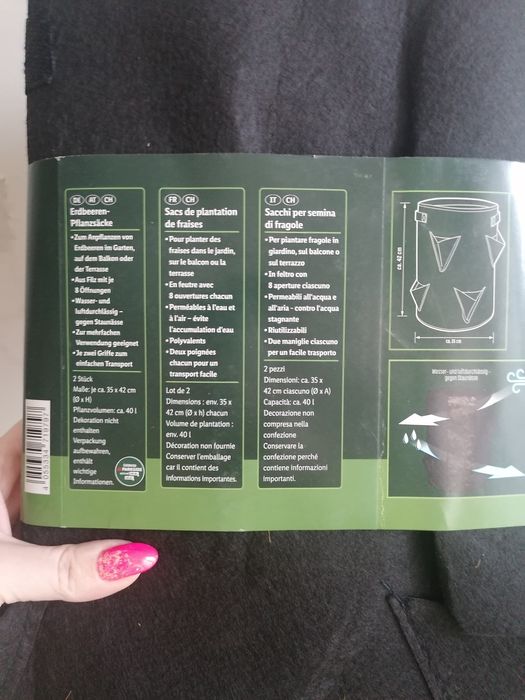 DE AT CH
Erdbeeren-
Pflanzsäcke
• Zum Anpflanzen von
Erdbeeren im Garten,
auf dem Balkon oder
der Terrasse
• Aus Filz mit je
8 Öffnungen
• Wasser- und
luftdurchlässig –
gegen Staunässe
• Zur mehrfachen
Verwendung geeignet
• Je zwei Griffe zum
einfachen Transport
2 Stück
Maße: je ca. 35 x 42 cm
(Ø x H)
Pflanzvolumen: ca. 40 l
Dekoration nicht
enthalten
Verpackung
aufbewahren,
enthält
wichtige
Informationen.
FR CH
Sacs de plantation
de fraises
• Pour planter des
fraises dans le jardin,
sur le balcon ou la
terrasse
• En feutre avec
8 ouvertures chacun
• Perméables à l'eau et
à l'air – évite
l'accumulation d'eau
• Polyvalents
• Deux poignées
chacun pour un
transport facile
Lot de 2
Dimensions : env. 35 x
42 cm (Ø x h) chacun
Volume de plantation :
env. 40 l
Décoration non fournie
Conserver l'emballage
car il contient des
informations importantes.
IT CH
Sacchi per semina
di fragole
• Per piantare fragole in
giardino, sul balcone o
sul terrazzo
• In feltro con
8 aperture ciascuno
• Permeabili all'acqua e
all'aria - contro l'acqua
stagnante
• Riutilizzabili
• Due maniglie ciascuno
per un facile trasporto
2 pezzi
Dimensioni: ca. 35 x
42 cm ciascuno (Ø x A)
Capacità: ca. 40 l
Decorazione non
compresa nella
confezione
Conservare la
confezione perché
contiene informazioni
importanti.
ca. 42 cm
ca. 35 cm
Wasser- und luftdurchlässig –
gegen Staunässe
4 055334 719797